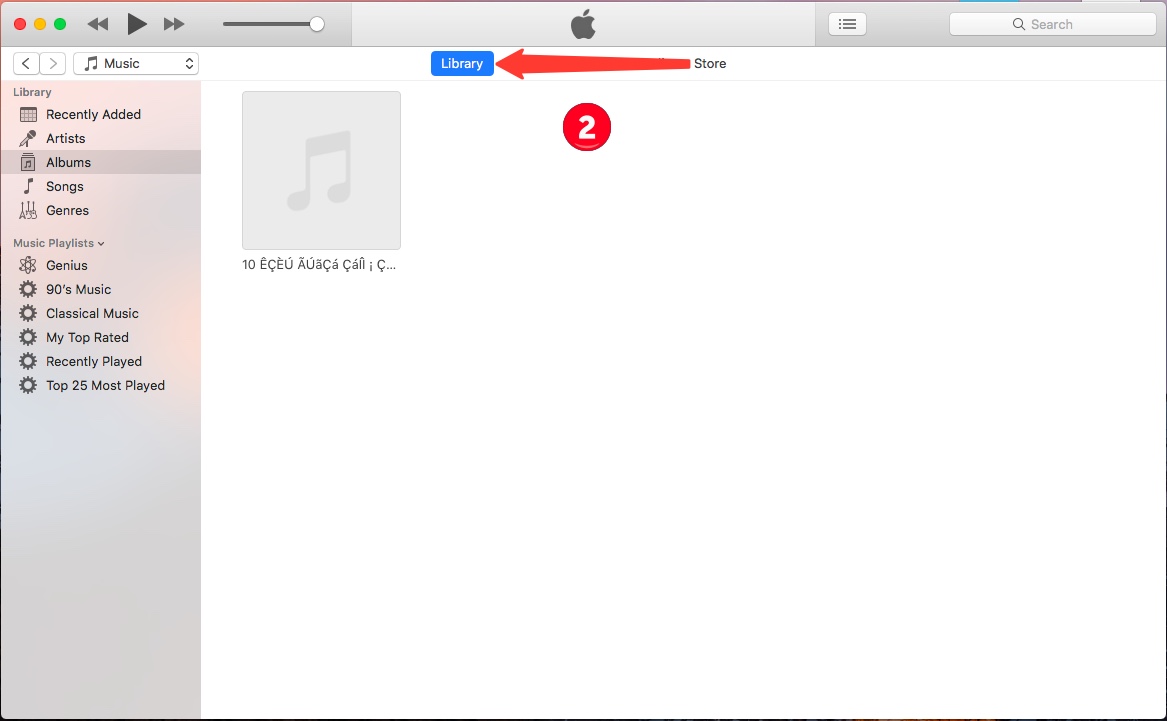 Search
Music
Library
Store
Library
Recently Added
Artists
Albums
Songs
Genres
Music Playlists
Genius
90’s Music
Classical Music
My Top Rated
Recently Played
Top 25 Most Played
2
10 ÊÇÈÚ ÃÚãÇá ÇáÍÌ ¡ Ç...